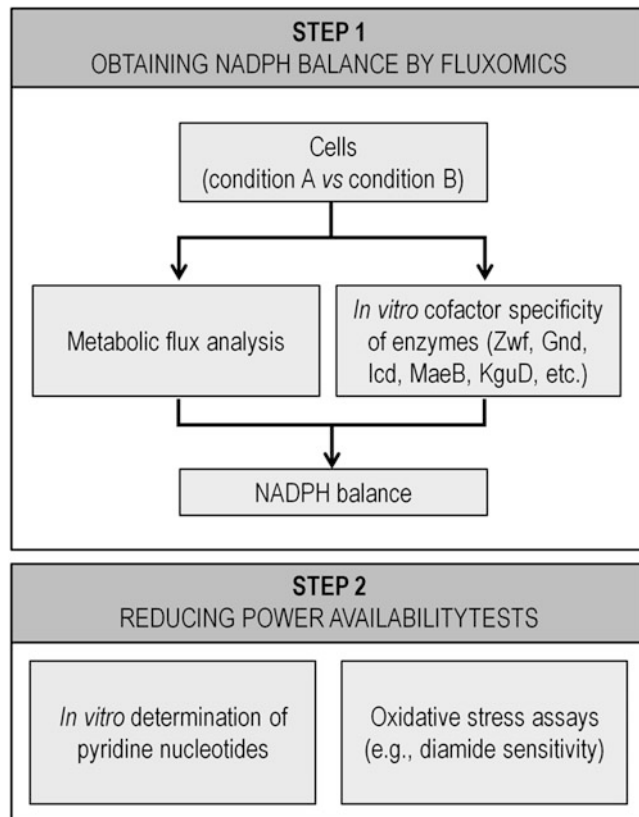 STEP 1
OBTAINING NADPH BALANCE BY FLUXOMICS
Cells
(condition A vs condition B)
Metabolic flux analysis
In vitro cofactor specificity
of enzymes (Zwf, Gnd,
Icd, MaeB, KguD, etc.)
NADPH balance
STEP 2
REDUCING POWER AVAILABILITYTESTS
In vitro determination of
pyridine nucleotides
Oxidative stress assays
(e.g., diamide sensitivity)